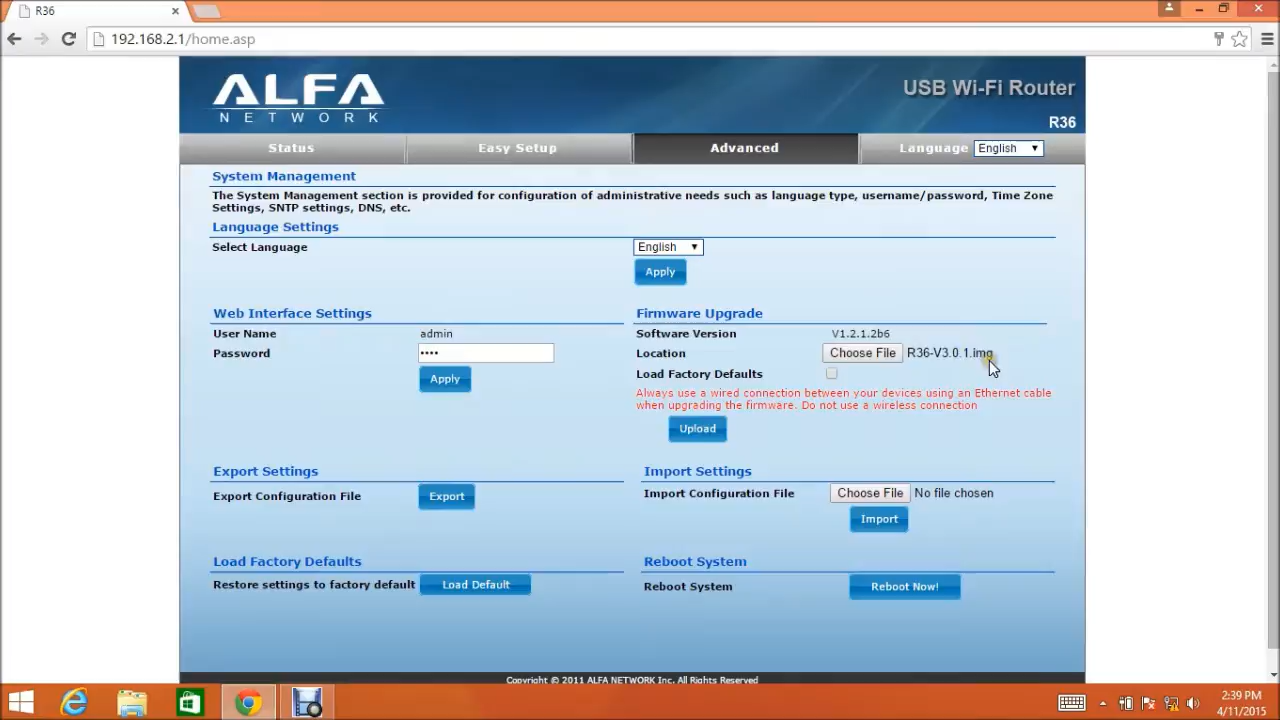 R36
192.168.2.1/home.asp
ALFA
NETWORK
USB Wi-Fi Router
R36
Status
Easy Setup
Advanced
Language
English
System Management
The System Management section is provided for configuration of administrative needs such as language type, username/password, Time Zone
Settings, SNTP settings, DNS, etc.
Language Settings
Select Language
English
Apply
Web Interface Settings
User Name
admin
Password
••••
Apply
Firmware Upgrade
Software Version
V1.2.1.2b6
Location
Choose File
R36-V3.0.1.img
Load Factory Defaults
Always use a wired connection between your devices using an Ethernet cable
when upgrading the firmware. Do not use a wireless connection
Upload
Export Settings
Export Configuration File
Export
Import Settings
Import Configuration File
Choose File
No file chosen
Import
Load Factory Defaults
Restore settings to factory default
Load Default
Reboot System
Reboot System
Reboot Now!
Copyright © 2011 ALFA NETWORK Inc. All Rights Reserved
2:39 PM
4/11/2015